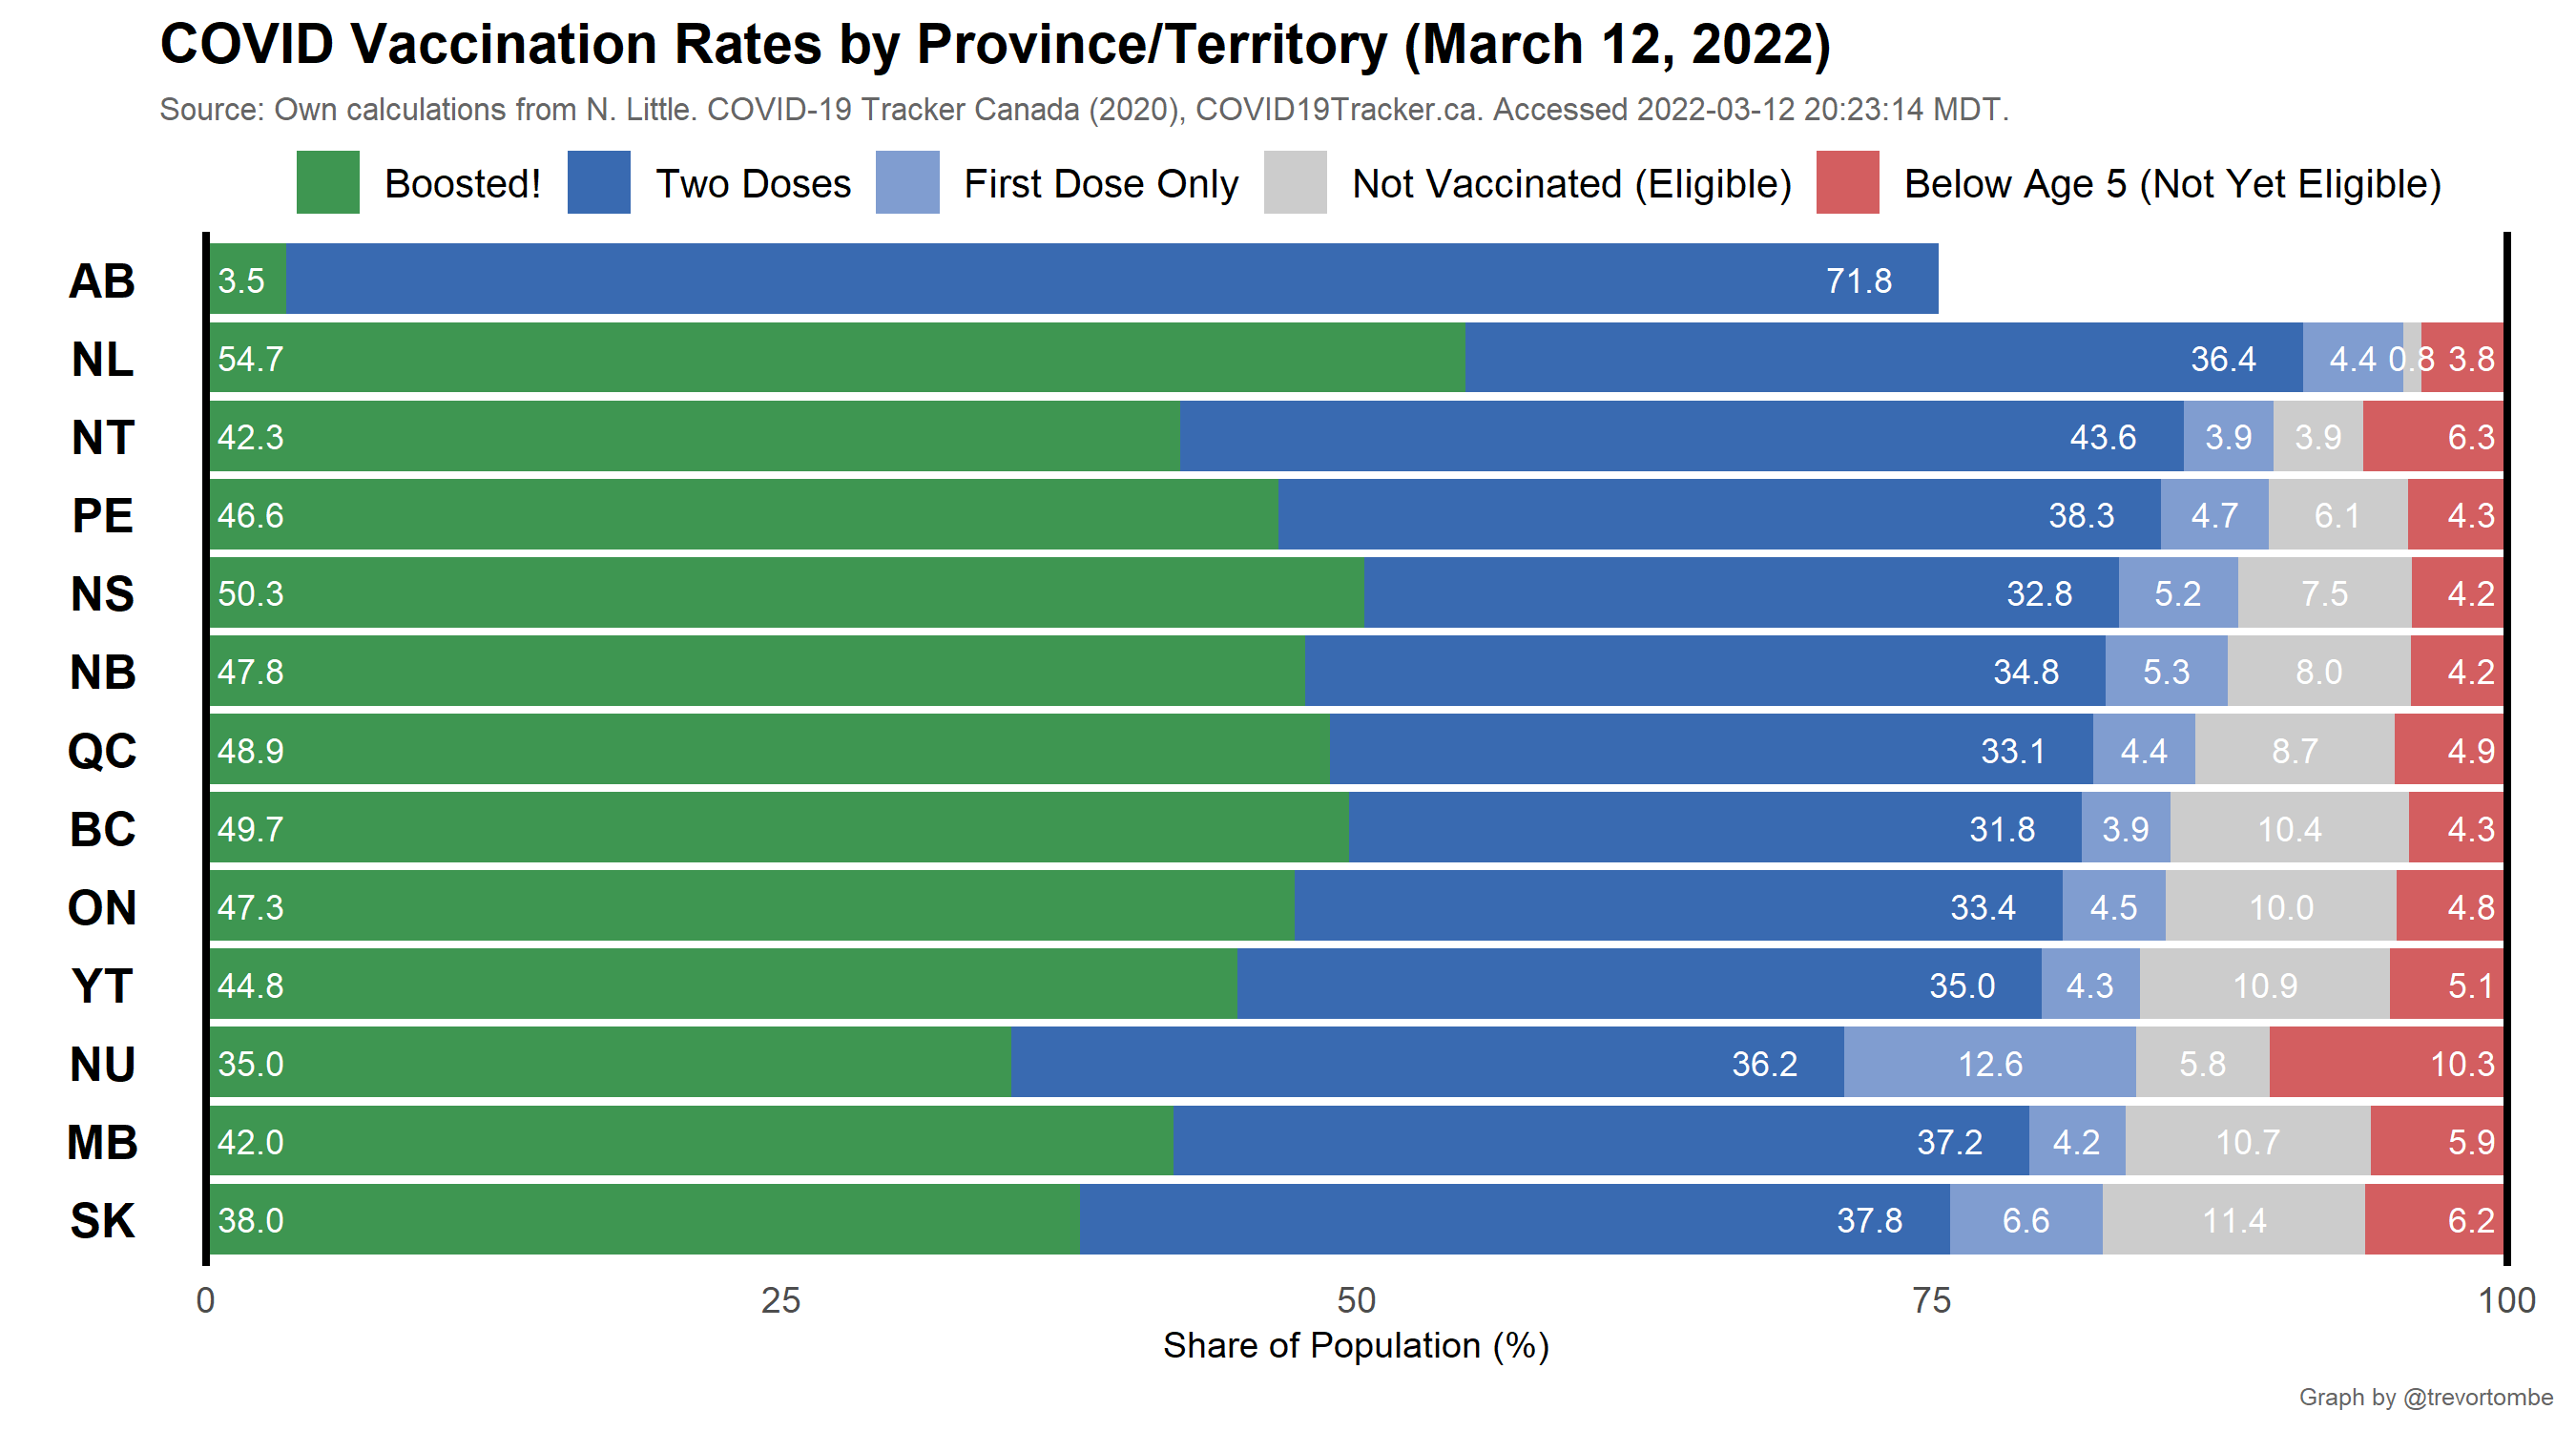 COVID Vaccination Rates by Province/Territory (March 12, 2022)
Source: Own calculations from N. Little. COVID-19 Tracker Canada (2020), COVID19Tracker.ca. Accessed 2022-03-12 20:23:14 MDT.
Boosted! Two Doses First Dose Only Not Vaccinated (Eligible) Below Age 5 (Not Yet Eligible)
AB 3.5 71.8
NL 54.7 36.4 4.4 0.8 3.8
NT 42.3 43.6 3.9 3.9 6.3
PE 46.6 38.3 4.7 6.1 4.3
NS 50.3 32.8 5.2 7.5 4.2
NB 47.8 34.8 5.3 8.0 4.2
QC 48.9 33.1 4.4 8.7 4.9
BC 49.7 31.8 3.9 10.4 4.3
ON 47.3 33.4 4.5 10.0 4.8
YT 44.8 35.0 4.3 10.9 5.1
NU 35.0 36.2 12.6 5.8 10.3
MB 42.0 37.2 4.2 10.7 5.9
SK 38.0 37.8 6.6 11.4 6.2
0 25 50 75 100
Share of Population (%)
Graph by @trevortombe